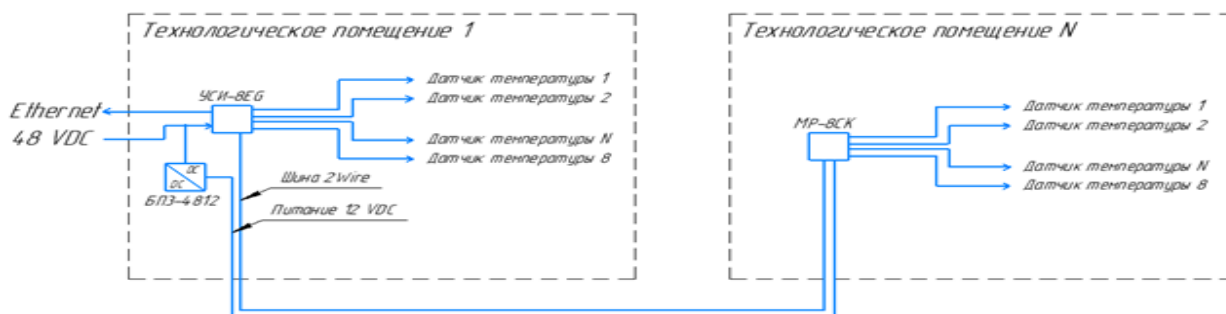 Технологическое помещение 1
Ethernet
48 VDC
УСИ-8EG
Датчик температуры 1
Датчик температуры 2
Датчик температуры N
Датчик температуры 8
DC
DC
БПЗ-4812
Шина 2Wire
Питание 12 VDC
Технологическое помещение N
МР-8СК
Датчик температуры 1
Датчик температуры 2
Датчик температуры N
Датчик температуры 8